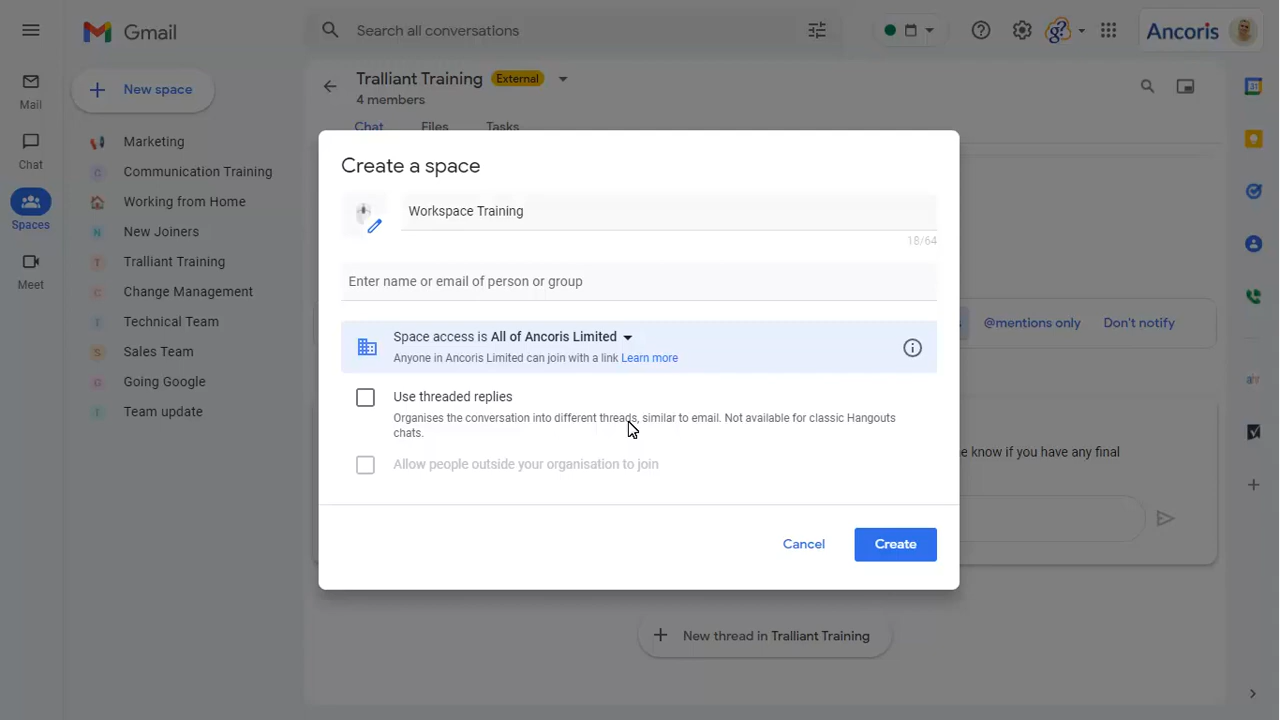 Gmail
Search all conversations
Ancoris
Mail
Chat
Spaces
Meet
New space
Marketing
Communication Training
Working from Home
New Joiners
Tralliant Training
Change Management
Technical Team
Sales Team
Going Google
Team update
Tralliant Training External
4 members
Chat Files Tasks
Create a space
Workspace Training
18/64
Enter name or email of person or group
Space access is All of Ancoris Limited
Anyone in Ancoris Limited can join with a link Learn more
Use threaded replies
Organises the conversation into different threads, similar to email. Not available for classic Hangouts
chats.
Allow people outside your organisation to join
Cancel Create
@mentions only Don't notify
know if you have any final
New thread in Tralliant Training